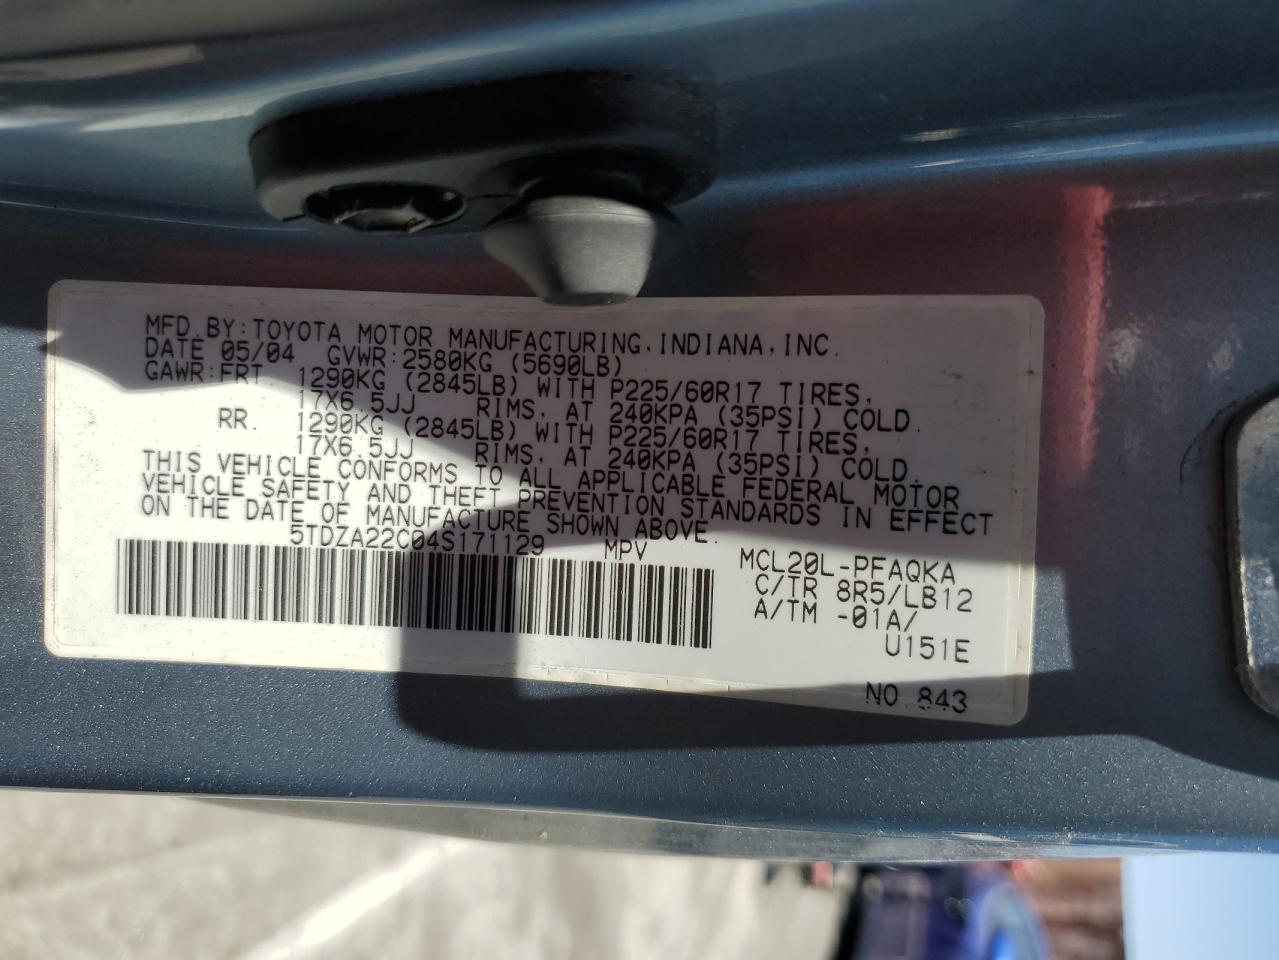 MFD.BY:TOYOTA MOTOR MANUFACTURING,INDIANA,INC.
DATE 05/04 GVWR:2580KG (5690LB)
GAWR:FRT. 1290KG (2845LB) WITH P225/60R17 TIRES,
17X6.5JJ RIMS, AT 240KPA (35PSI) COLD.
RR. 1290KG (2845LB) WITH P225/60R17 TIRES,
17X6.5JJ RIMS, AT 240KPA (35PSI) COLD.
THIS VEHICLE CONFORMS TO ALL APPLICABLE FEDERAL MOTOR
VEHICLE SAFETY AND THEFT PREVENTION STANDARDS IN EFFECT
ON THE DATE OF MANUFACTURE SHOWN ABOVE.
5TDZA22C04S171129 MPV MCL20L-PFAQKA
C/TR 8R5/LB12
A/TM -01A/
U151E
NO.843